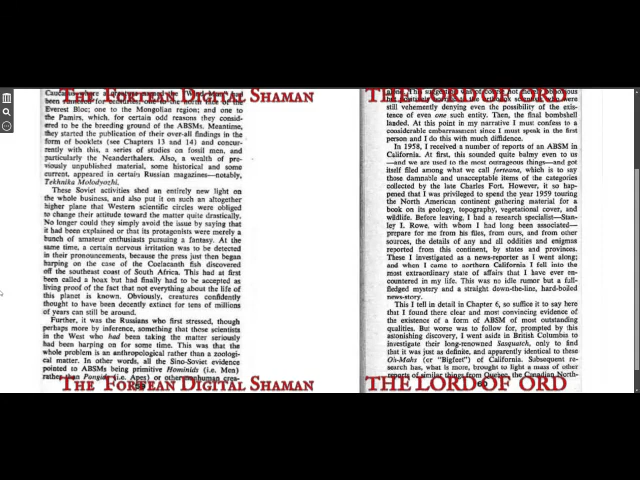 THE FORTEAN DIGITAL SHAMAN
Everest Bloc; one to the Mongolian region; and one to
the Pamirs, which, for certain odd reasons they consid-
ered to be the breeding ground of the ABSMs. Meantime,
they started the publication of their over-all findings in the
form of booklets (see Chapters 13 and 14) and concur-
rently with this, a series of studies on fossil men, and
particularly the Neanderthalers. Also, a wealth of pre-
viously unpublished material, some historical and some
current, appeared in certain Russian magazines—notably,
Tekhnika Molodyozhi.
These Soviet activities shed an entirely new light on
the whole business, and also put it on such an altogether
higher plane that Western scientific circles were obliged
to change their attitude toward the matter quite drastically.
No longer could they simply avoid the issue by saying that
it had been explained or that its protagonists were merely a
bunch of amateur enthusiasts pursuing a fantasy. At the
same time, a certain nervous irritation was to be detected
in their pronouncements, because the press just then began
harping on the case of the Coelacanth fish discovered
off the southeast coast of South Africa. This had at first
been called a hoax but had finally had to be accepted as
living proof of the fact that not everything about the life of
this planet is known. Obviously, creatures confidently
thought to have been decently extinct for tens of millions
of years can still be around.
Further, it was the Russians who first stressed, though
perhaps more by inference, something that those scientists
in the West who had been taking the matter seriously
had been harping on for some time. This was that the
whole problem is an anthropological rather than a zoologi-
cal matter. In other words, all the Sino-Soviet evidence
pointed to ABSMs being primitive Hominids (i.e. Men)
rather than Pongids (i.e. Apes) or other nonhuman crea-
THE FORTEAN DIGITAL SHAMAN
THE LORD OF ORD
still vehemently denying even the possibility of the exis-
tence of even one such entity. Then, the final bombshell
landed. At this point in my narrative I must confess to a
considerable embarrassment since I must speak in the first
person and I do this with much diffidence.
In 1958, I received a number of reports of an ABSM in
California. At first, this sounded quite balmy even to us
—and we are used to the most outrageous things—and got
itself filed among what we call forteana, which is to say
those damnable and unacceptable items of the categories
collected by the late Charles Fort. However, it so hap-
pened that I was privileged to spend the year 1959 touring
the North American continent gathering material for a
book on its geology, topography, vegetational cover, and
wildlife. Before leaving, I had a research specialist—Stan-
ley I. Rowe, with whom I had long been associated—
prepare for me from his files, from ours, and from other
sources, the details of any and all oddities and enigmas
reported from this continent, by states and provinces.
These I investigated as a news-reporter as I went along;
and when I came to northern California I fell into the
most extraordinary state of affairs that I have ever en-
countered in my life. This was no idle rumor but a full-
fledged mystery and a straight down-the-line, hard-boiled
news-story.
This I tell in detail in Chapter 6, so suffice it to say here
that I found there clear and most convincing evidence of
the existence of a form of ABSM of most outstanding
qualities. But worse was to follow for, prompted by this
astonishing discovery, I went aside in British Columbia to
investigate their long-renowned Sasquatch, only to find
that it was just as definite, and apparently identical to these
Oh-Mahs (or "Bigfeet") of California. Subsequent re-
search has, what is more, brought to light a mass of other
reports of similar things from Quebec, the Canadian North-
THE LORD OF ORD